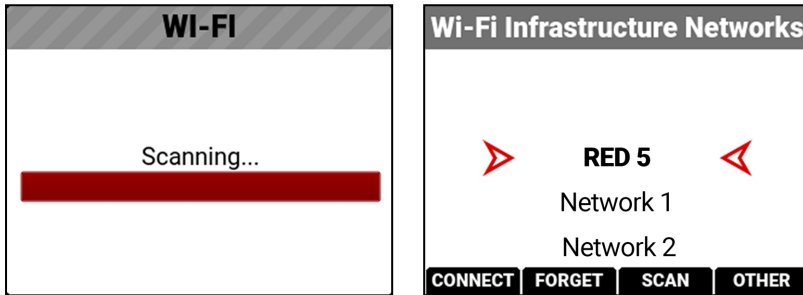 WI-FI
Scanning...
Wi-Fi Infrastructure Networks
RED 5
Network 1
Network 2
CONNECT FORGET SCAN OTHER